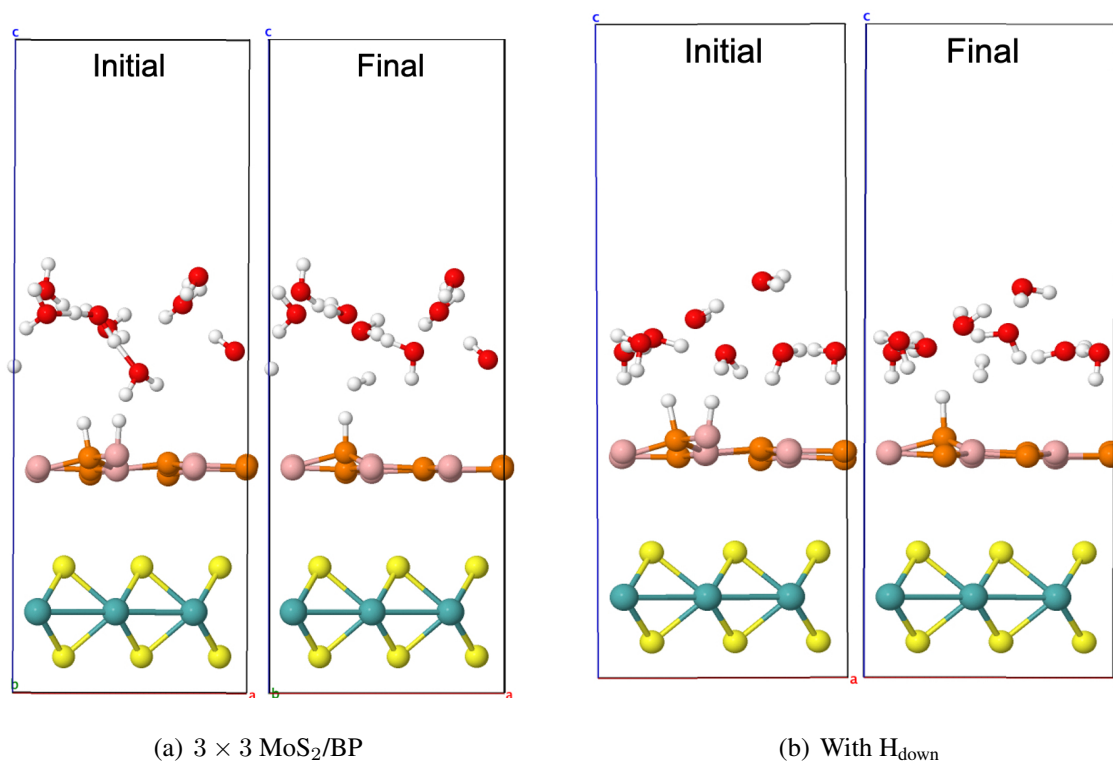 c
c
Initial
Final
b
a
b
a
(a) 3 × 3 MoS₂/BP
c
c
Initial
Final
a
(b) With H_down